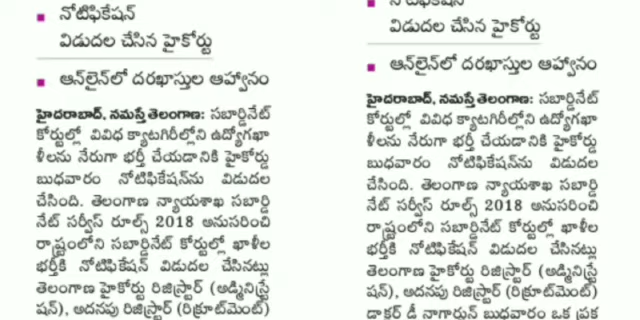 నోటిఫికేషన్
విడుదల చేసిన హైకోర్టు
ఆన్‌లైన్‌లో దరఖాస్తుల ఆహ్వానం
హైదరాబాద్, నమస్తే తెలంగాణ: సబార్డినేట్
కోర్టుల్లో వివిధ క్యాటగిరీల్లోని ఉద్యోగఖా
ళీలను నేరుగా భర్తీ చేయడానికి హైకోర్టు
బుధవారం నోటిఫికేషన్‌ను విడుదల
చేసింది. తెలంగాణ న్యాయశాఖ సబార్డి
నేట్ సర్వీస్ రూల్స్ 2018 అనుసరించి
రాష్ట్రంలోని సబార్డినేట్ కోర్టుల్లో ఖాళీల
భర్తీకి నోటిఫికేషన్ విడుదల చేసినట్లు
తెలంగాణ హైకోర్టు రిజిస్ట్రార్ (అడ్మినిస్ట్రే
షన్), అదనపు రిజిస్ట్రార్ (రిక్రూట్‌మెంట్)
నోటిఫికేషన్
విడుదల చేసిన హైకోర్టు
ఆన్‌లైన్‌లో దరఖాస్తుల ఆహ్వానం
హైదరాబాద్, నమస్తే తెలంగాణ: సబార్డినేట్
కోర్టుల్లో వివిధ క్యాటగిరీల్లోని ఉద్యోగఖా
ళీలను నేరుగా భర్తీ చేయడానికి హైకోర్టు
బుధవారం నోటిఫికేషన్‌ను విడుదల
చేసింది. తెలంగాణ న్యాయశాఖ సబార్డి
నేట్ సర్వీస్ రూల్స్ 2018 అనుసరించి
రాష్ట్రంలోని సబార్డినేట్ కోర్టుల్లో ఖాళీల
భర్తీకి నోటిఫికేషన్ విడుదల చేసినట్లు
తెలంగాణ హైకోర్టు రిజిస్ట్రార్ (అడ్మినిస్ట్రే
షన్), అదనపు రిజిస్ట్రార్ (రిక్రూట్‌మెంట్)
డాక్టర్ డీ నాగార్జున్ బుధవారం ఒక ప్రక